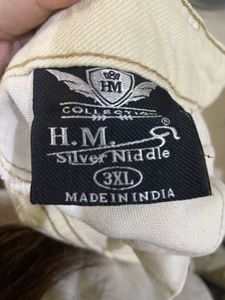 HM
COLLECTION
H.M.
Silver Niddle
3XL
MADE IN INDIA